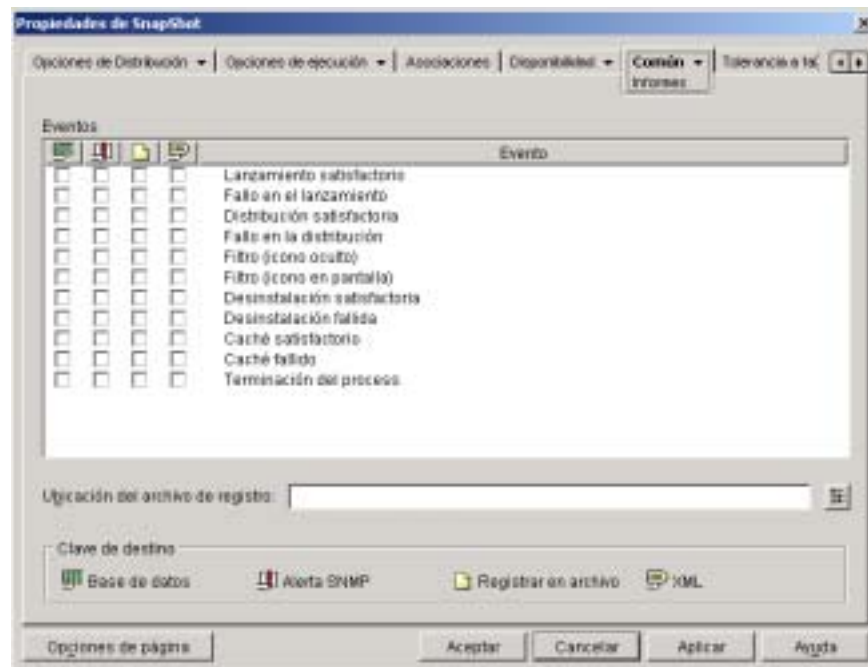 Propiedades de SnapShot
Opciones de Distribución Opciones de ejecución Asociaciones Disponibilidad Común Tolerancia a fal
Informes
Eventos
Evento
Lanzamiento satisfactorio
Fallo en el lanzamiento
Distribución satisfactoria
Fallo en la distribución
Filtro (icono oculto)
Filtro (icono en pantalla)
Desinstalación satisfactoria
Desinstalación fallida
Caché satisfactorio
Caché fallido
Terminación del process
Ubicación del archivo de registro:
Clave de destino
Base de datos Alerta SNMP Registrar en archivo XML
Opciones de página Aceptar Cancelar Aplicar Ayuda